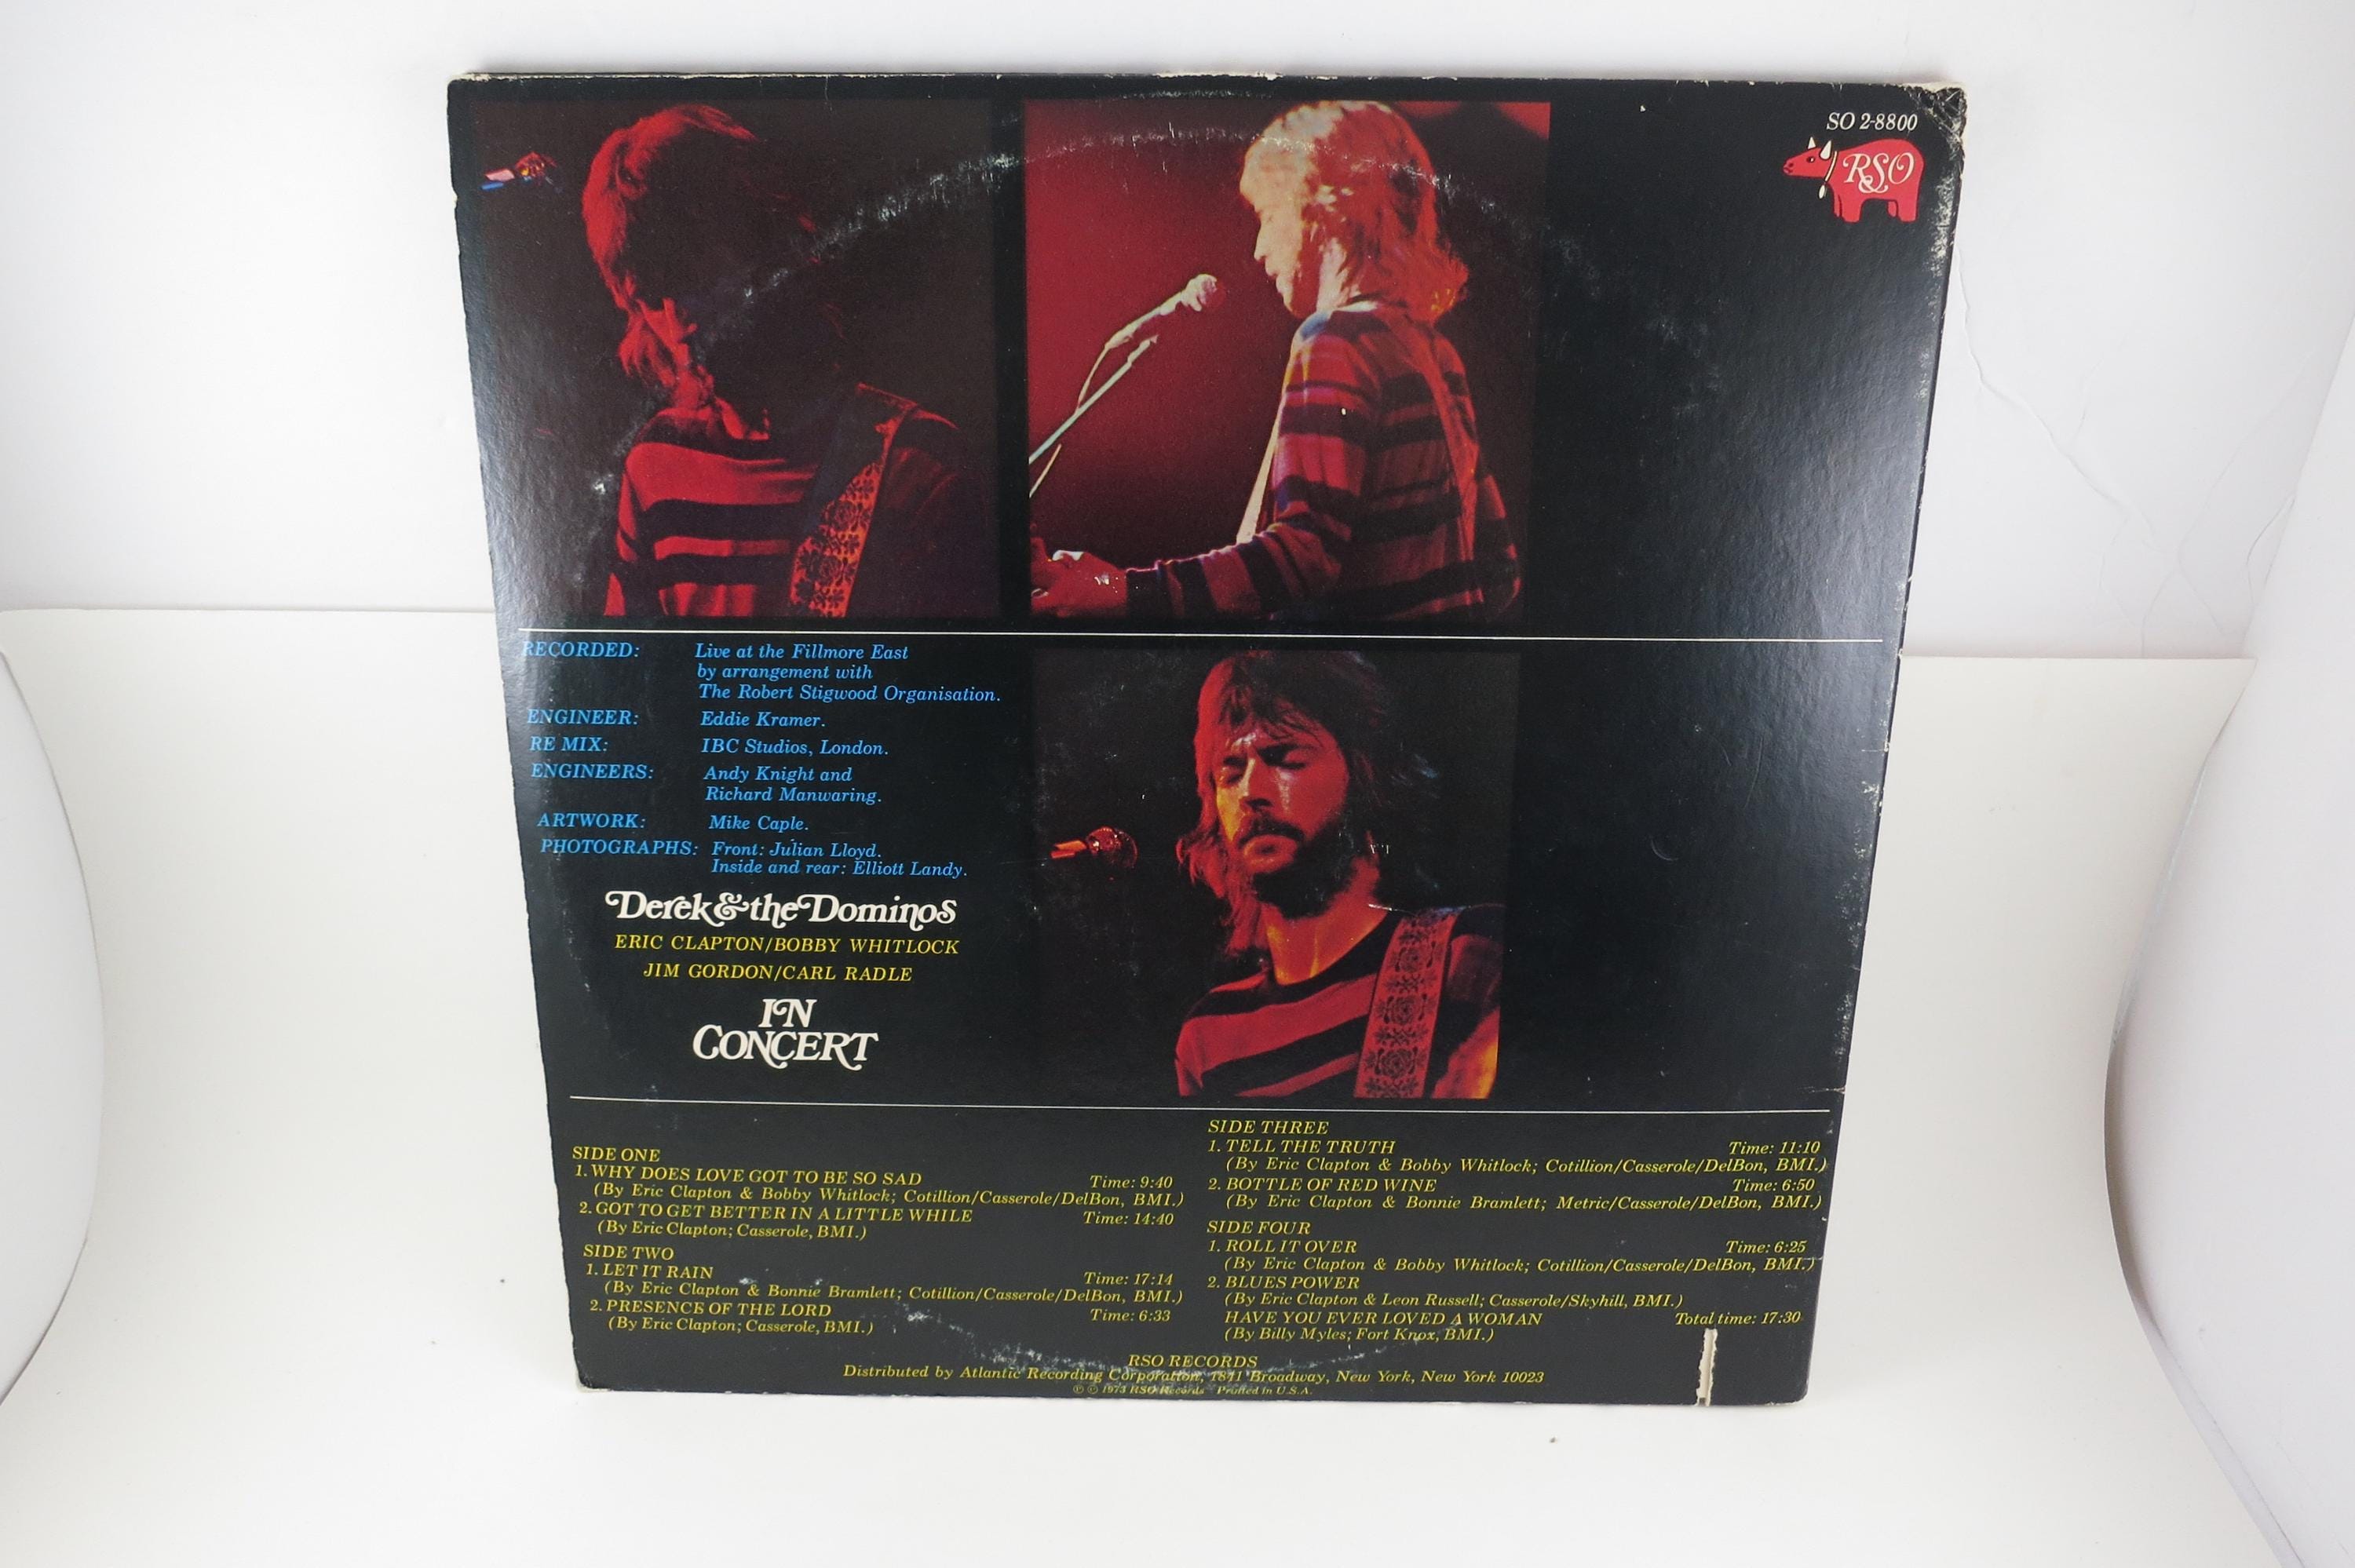 SO 2-8800
RSO
RECORDED: Live at the Fillmore East
by arrangement with
The Robert Stigwood Organisation.
ENGINEER: Eddie Kramer.
RE MIX: IBC Studios, London.
ENGINEERS: Andy Knight and
Richard Manwaring.
ARTWORK: Mike Caple.
PHOTOGRAPHS: Front: Julian Lloyd.
Inside and rear: Elliott Landy.
Derek & the Dominos
ERIC CLAPTON/BOBBY WHITLOCK
JIM GORDON/CARL RADLE
IN
CONCERT
SIDE ONE
1. WHY DOES LOVE GOT TO BE SO SAD Time: 9:40
(By Eric Clapton & Bobby Whitlock; Cotillion/Casserole/DelBon, BMI.)
2. GOT TO GET BETTER IN A LITTLE WHILE Time: 14:40
(By Eric Clapton; Casserole, BMI.)
SIDE TWO
1. LET IT RAIN Time: 17:14
(By Eric Clapton & Bonnie Bramlett; Cotillion/Casserole/DelBon, BMI.)
2. PRESENCE OF THE LORD Time: 6:33
(By Eric Clapton; Casserole, BMI.)
SIDE THREE
1. TELL THE TRUTH Time: 11:10
(By Eric Clapton & Bobby Whitlock; Cotillion/Casserole/DelBon, BMI.)
2. BOTTLE OF RED WINE Time: 6:50
(By Eric Clapton & Bonnie Bramlett; Metric/Casserole/DelBon, BMI.)
SIDE FOUR
1. ROLL IT OVER Time: 6:25
(By Eric Clapton & Bobby Whitlock; Cotillion/Casserole/DelBon, BMI.)
2. BLUES POWER
(By Eric Clapton & Leon Russell; Casserole/Skyhill, BMI.)
HAVE YOU EVER LOVED A WOMAN Total time: 17:30
(By Billy Myles; Fort Knox, BMI.)
RSO RECORDS
Distributed by Atlantic Recording Corporation, 1841 Broadway, New York, New York 10023
℗ © 1973 RSO Records Printed in U.S.A.